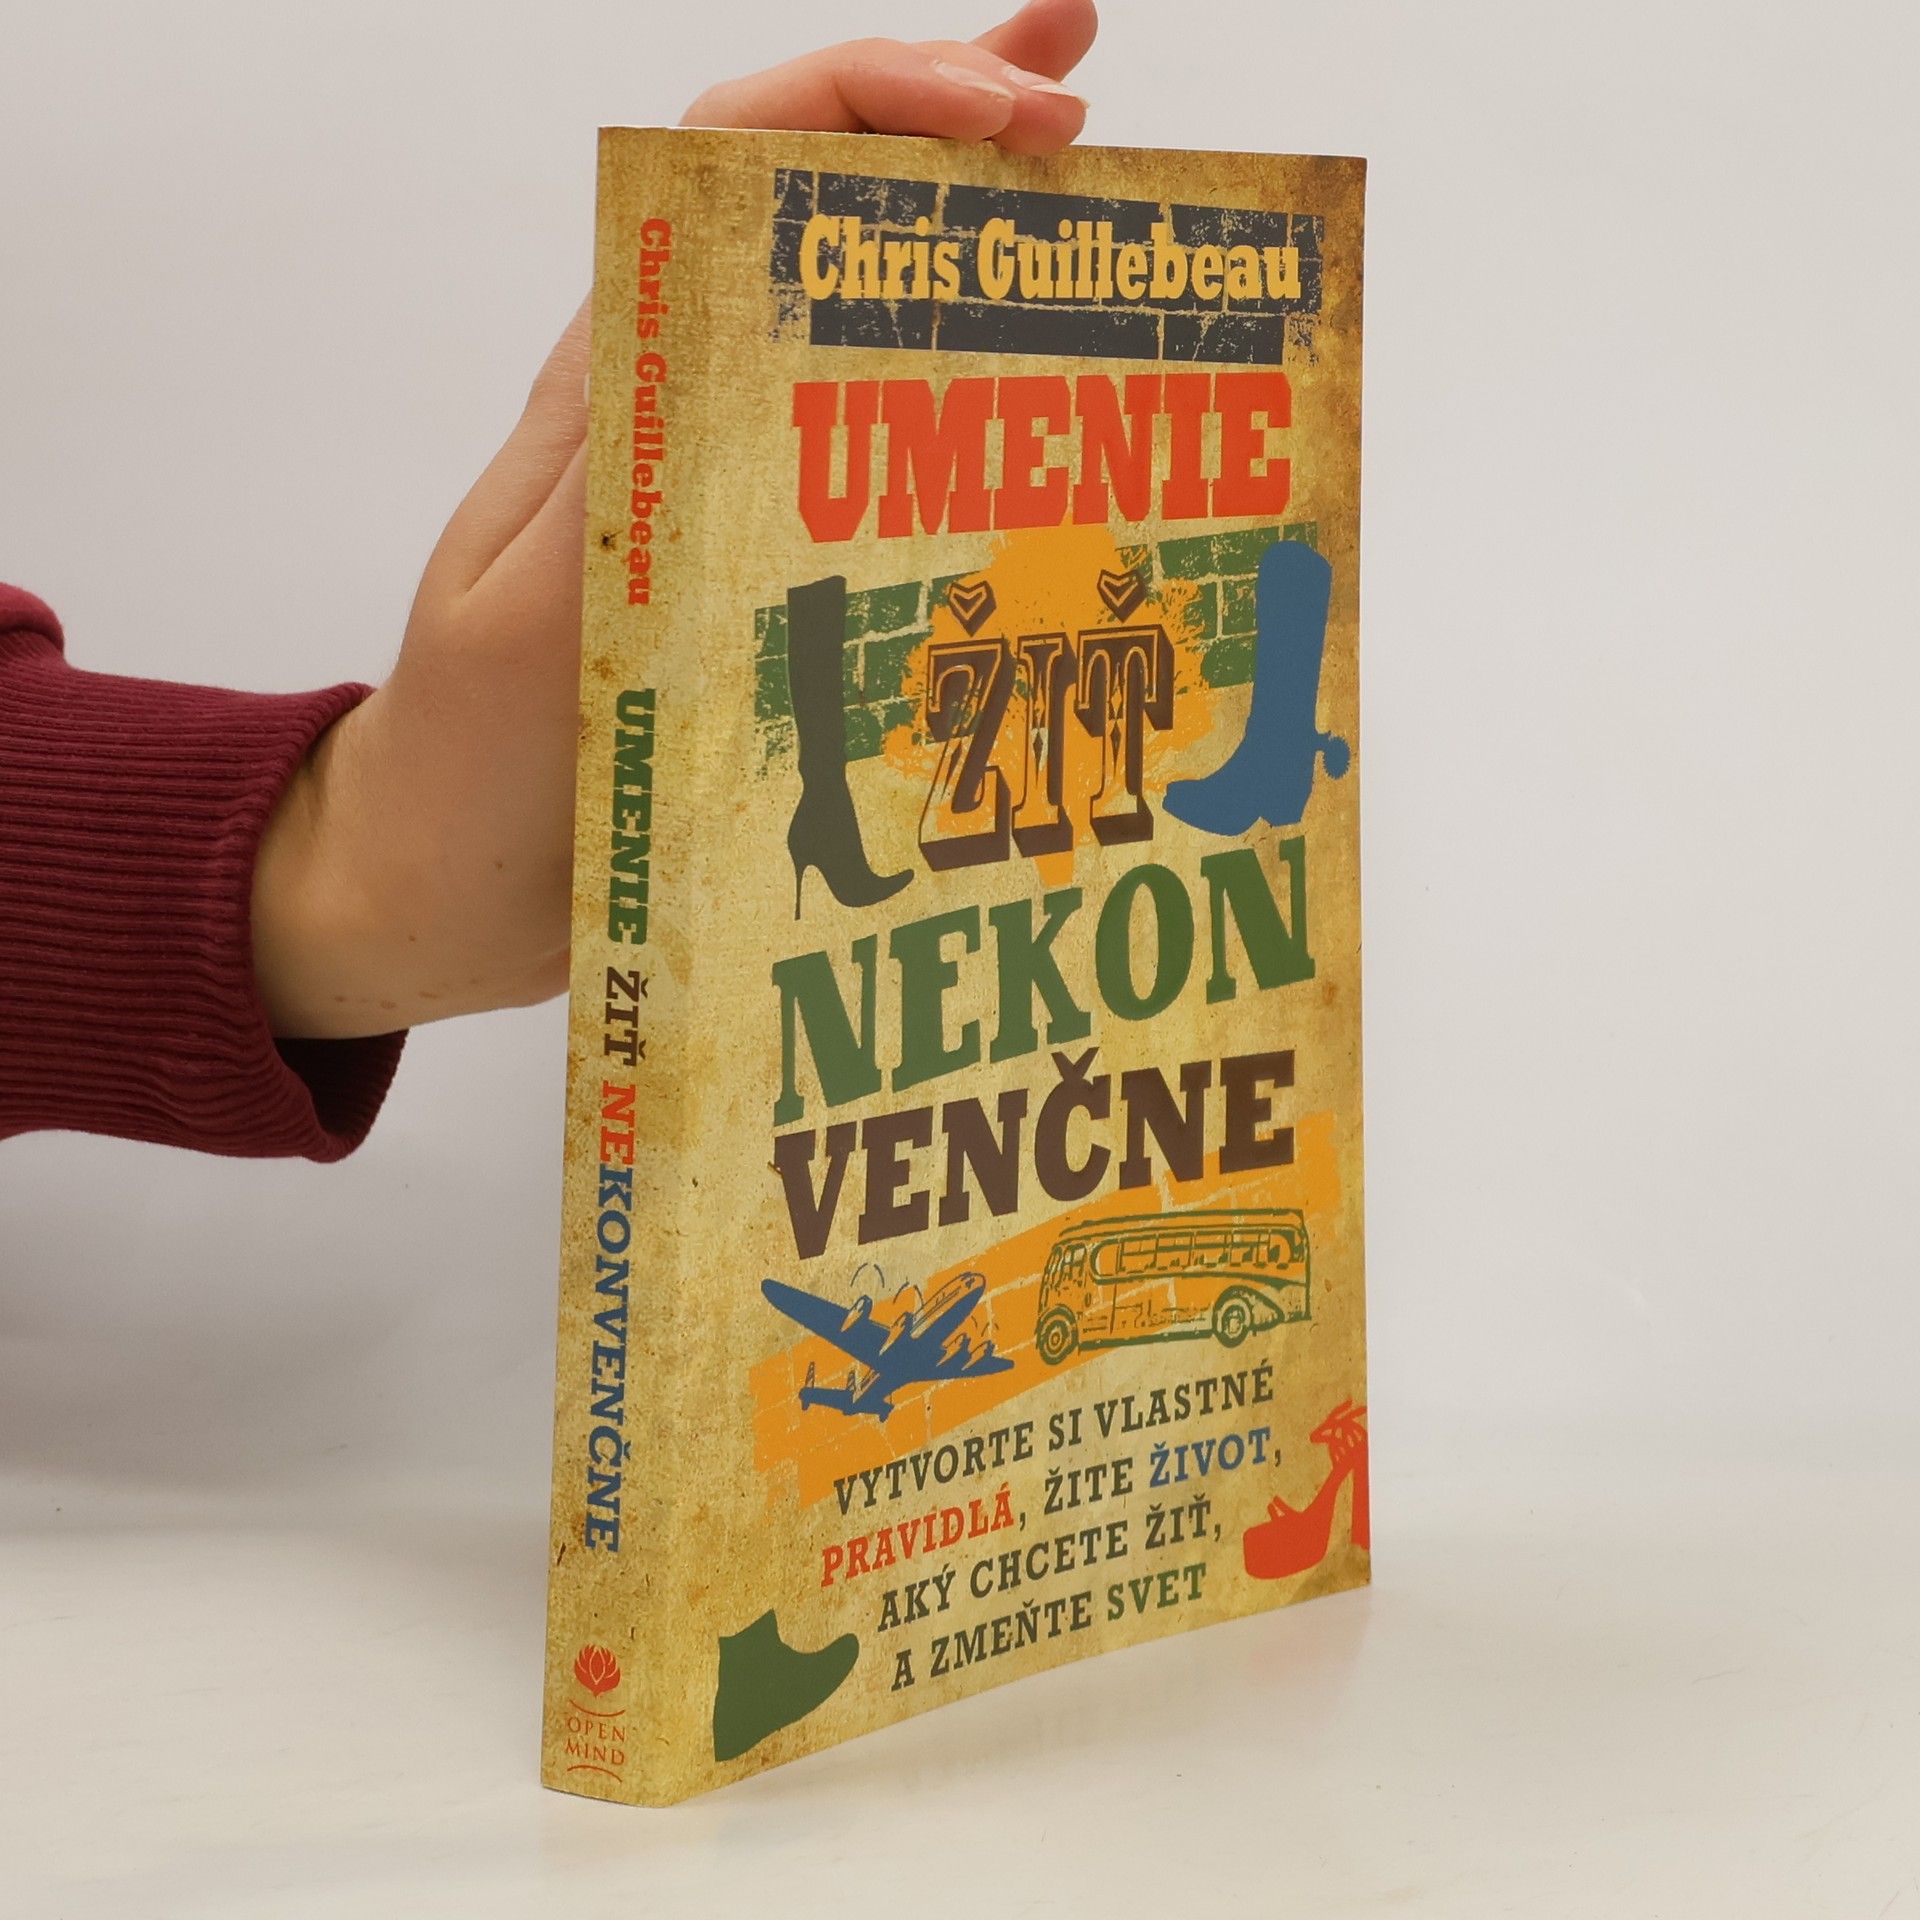 Chris Guillebeau
UMENIE
ŽIŤ
NEKON
VENČNE
VYTVORTE SI VLASTNÉ
PRAVIDLÁ, ŽITE ŽIVOT,
AKÝ CHCETE ŽIŤ,
A ZMEŇTE SVET
Chris Guillebeau UMENIE ŽIŤ NEKONVENČNE
OPEN
MIND